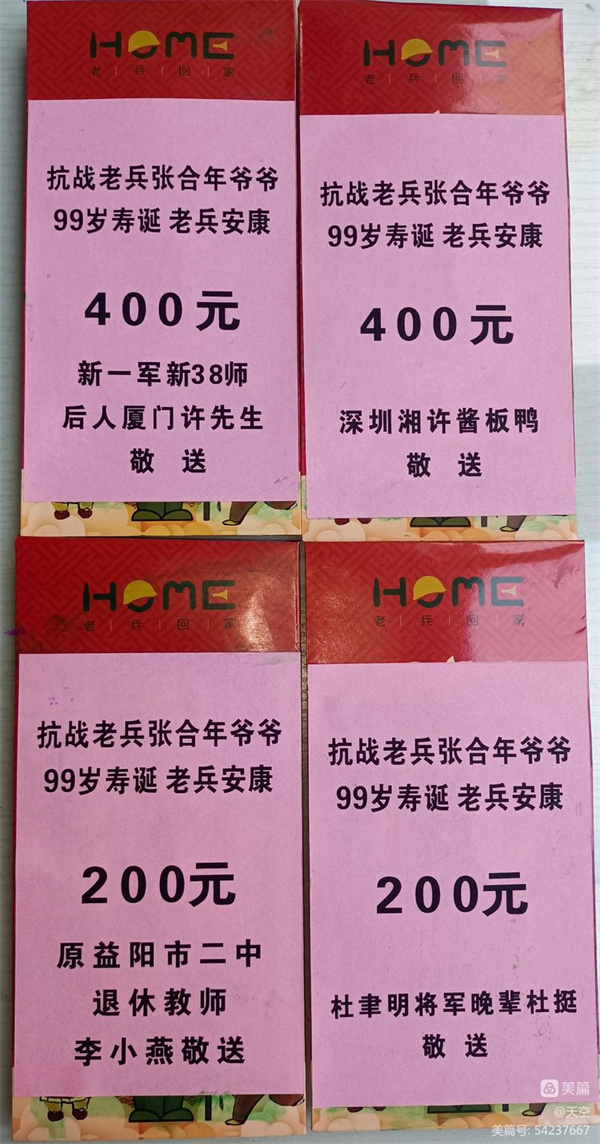 HOME
老|兵|回|家
抗战老兵张合年爷爷
99岁寿诞 老兵安康
400元
新一军新38师
后人厦门许先生
敬 送
HOME
老|兵|回|家
抗战老兵张合年爷爷
99岁寿诞 老兵安康
400元
深圳湘许酱板鸭
敬 送
HOME
老|兵|回|家
抗战老兵张合年爷爷
99岁寿诞 老兵安康
200元
原益阳市二中
退休教师
李小燕敬送
HOME
老|兵|回|家
抗战老兵张合年爷爷
99岁寿诞 老兵安康
200元
杜聿明将军晚辈杜挺
敬 送
美篇
@天空
美篇号: 54237667